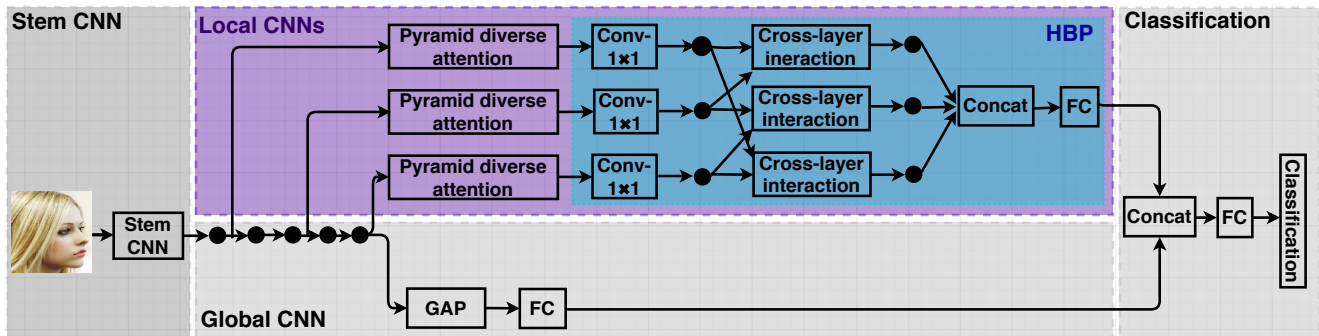 Stem CNN
Local CNNs
HBP
Classification
Pyramid diverse
attention
Conv-
1×1
Cross-layer
ineraction
Pyramid diverse
attention
Conv-
1×1
Cross-layer
interaction
Concat
FC
Pyramid diverse
attention
Conv-
1×1
Cross-layer
interaction
Stem
CNN
Concat
FC
Classification
GAP
FC
Global CNN